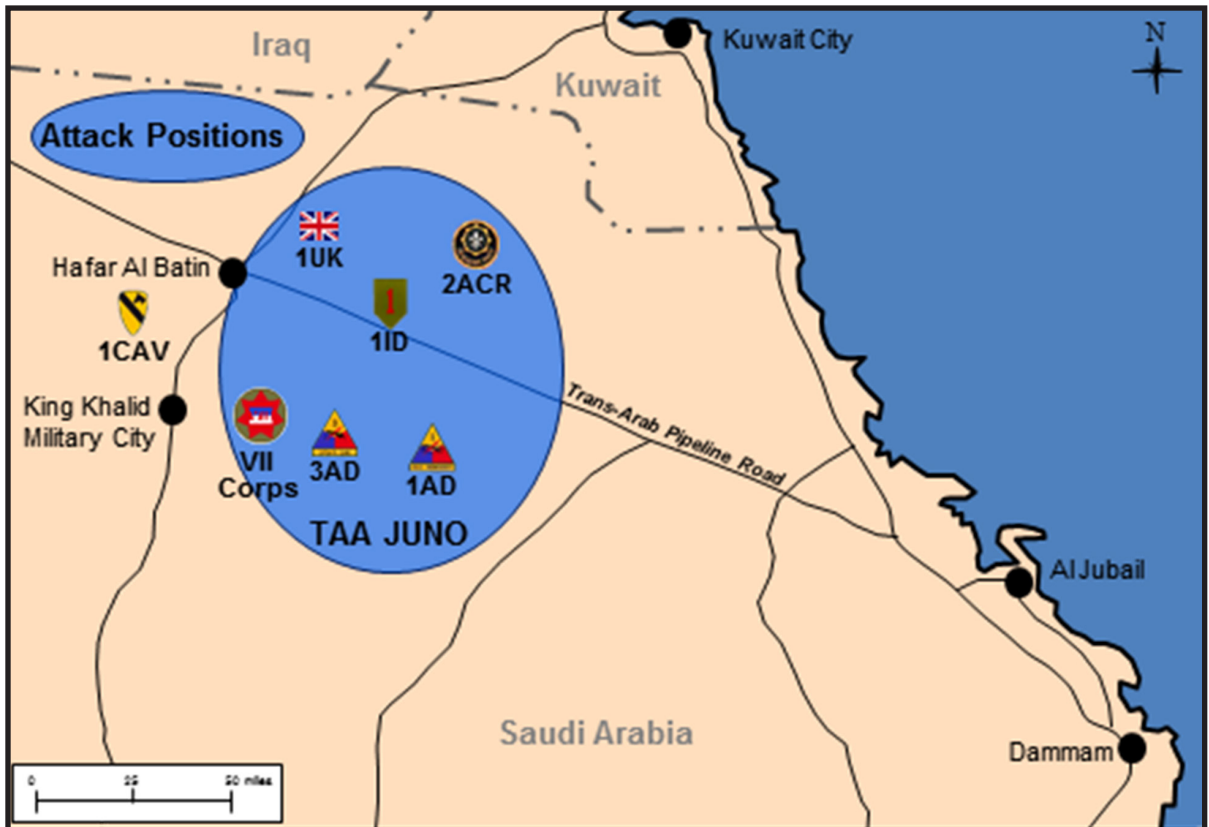 N
Iraq
Kuwait City
Kuwait
Attack Positions
1UK
2ACR
Hafar Al Batin
1
1ID
1CAV
King Khalid
Military City
Trans-Arab Pipeline Road
VII
Corps
3AD
1AD
TAA JUNO
Al Jubail
Saudi Arabia
Dammam
0 25 50 miles